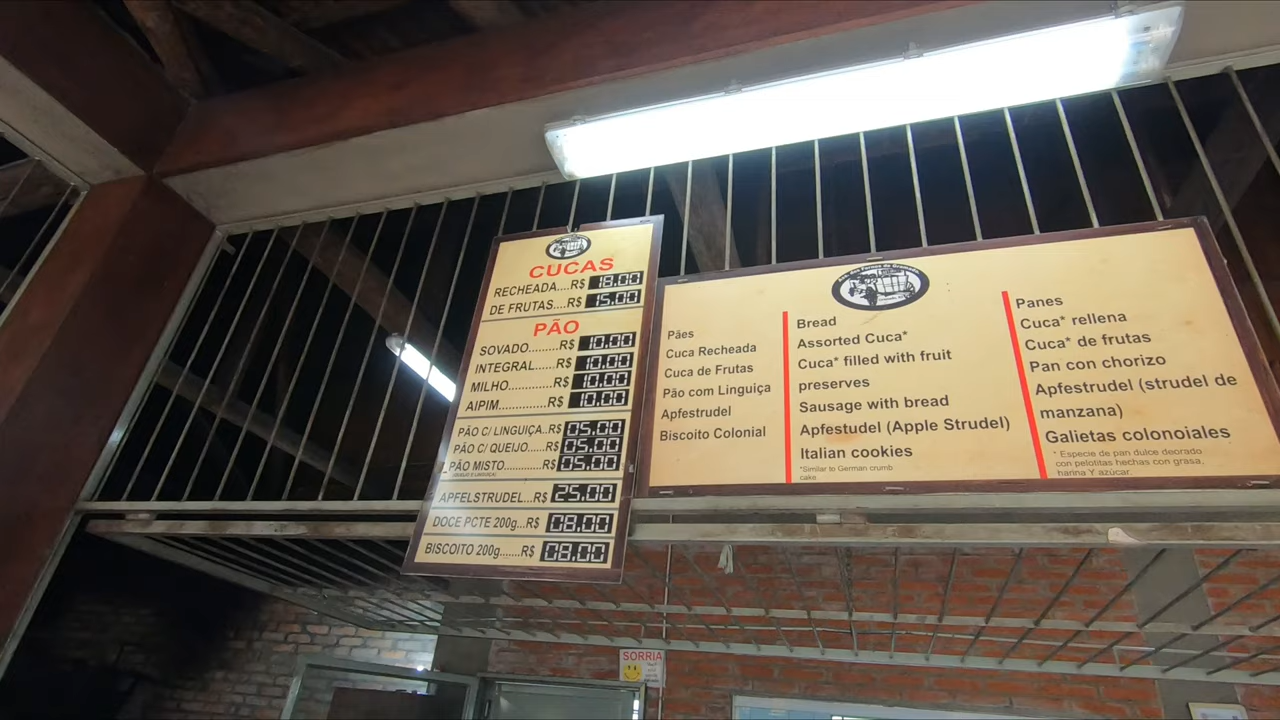 CUCAS
RECHEADA....R$ 18.00
DE FRUTAS...R$ 15.00
PÃO
SOVADO.........R$ 10.00
INTEGRAL.......R$ 10.00
MILHO............R$ 10.00
AIPIM..............R$ 10.00
PÃO C/ LINGUIÇA..R$ 05.00
PÃO C/ QUEIJO....R$ 05.00
PÃO MISTO..........R$ 05.00
APFELSTRUDEL..R$ 25.00
DOCE PCTE 200g...R$ 08.00
BISCOITO 200g.......R$ 08.00
Pães
Cuca Recheada
Cuca de Frutas
Pão com Linguiça
Apfestrudel
Biscoito Colonial
Bread
Assorted Cuca*
Cuca* filled with fruit
preserves
Sausage with bread
Apfestudel (Apple Strudel)
Italian cookies
*Similar to German crumb
cake
Panes
Cuca* rellena
Cuca* de frutas
Pan con chorizo
Apfestrudel (strudel de
manzana)
Galietas colonoiales
* Especie de pan dulce deorado
con pelotitas hechas con grasa,
harina Y azúcar.
SORRIA